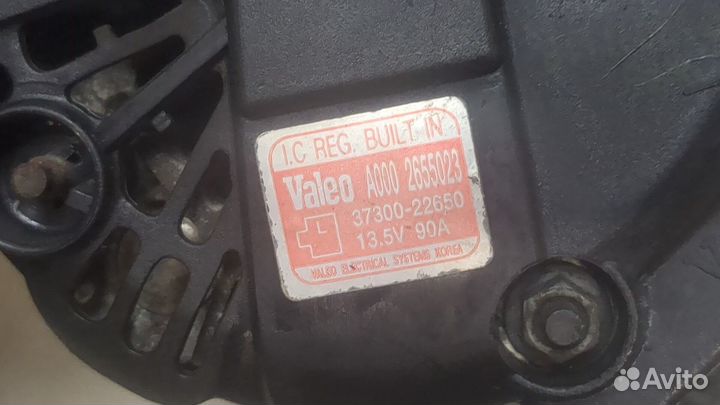 I.C REG. BUILT IN
Valeo A000 2655023
37300-22650
13.5V 90A
VALEO ELECTRICAL SYSTEMS KOREA
Avito